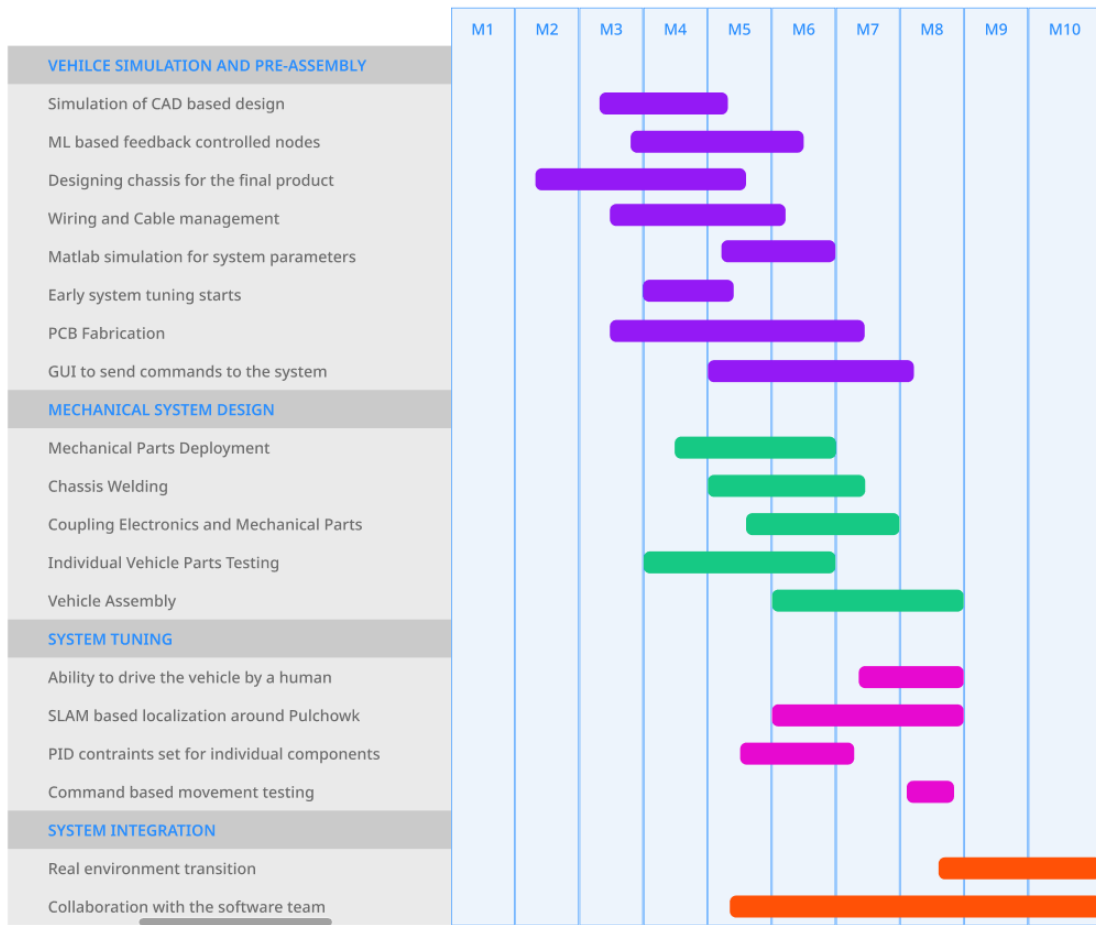 M1 M2 M3 M4 M5 M6 M7 M8 M9 M10
VEHILCE SIMULATION AND PRE-ASSEMBLY
Simulation of CAD based design
ML based feedback controlled nodes
Designing chassis for the final product
Wiring and Cable management
Matlab simulation for system parameters
Early system tuning starts
PCB Fabrication
GUI to send commands to the system
MECHANICAL SYSTEM DESIGN
Mechanical Parts Deployment
Chassis Welding
Coupling Electronics and Mechanical Parts
Individual Vehicle Parts Testing
Vehicle Assembly
SYSTEM TUNING
Ability to drive the vehicle by a human
SLAM based localization around Pulchowk
PID contraints set for individual components
Command based movement testing
SYSTEM INTEGRATION
Real environment transition
Collaboration with the software team